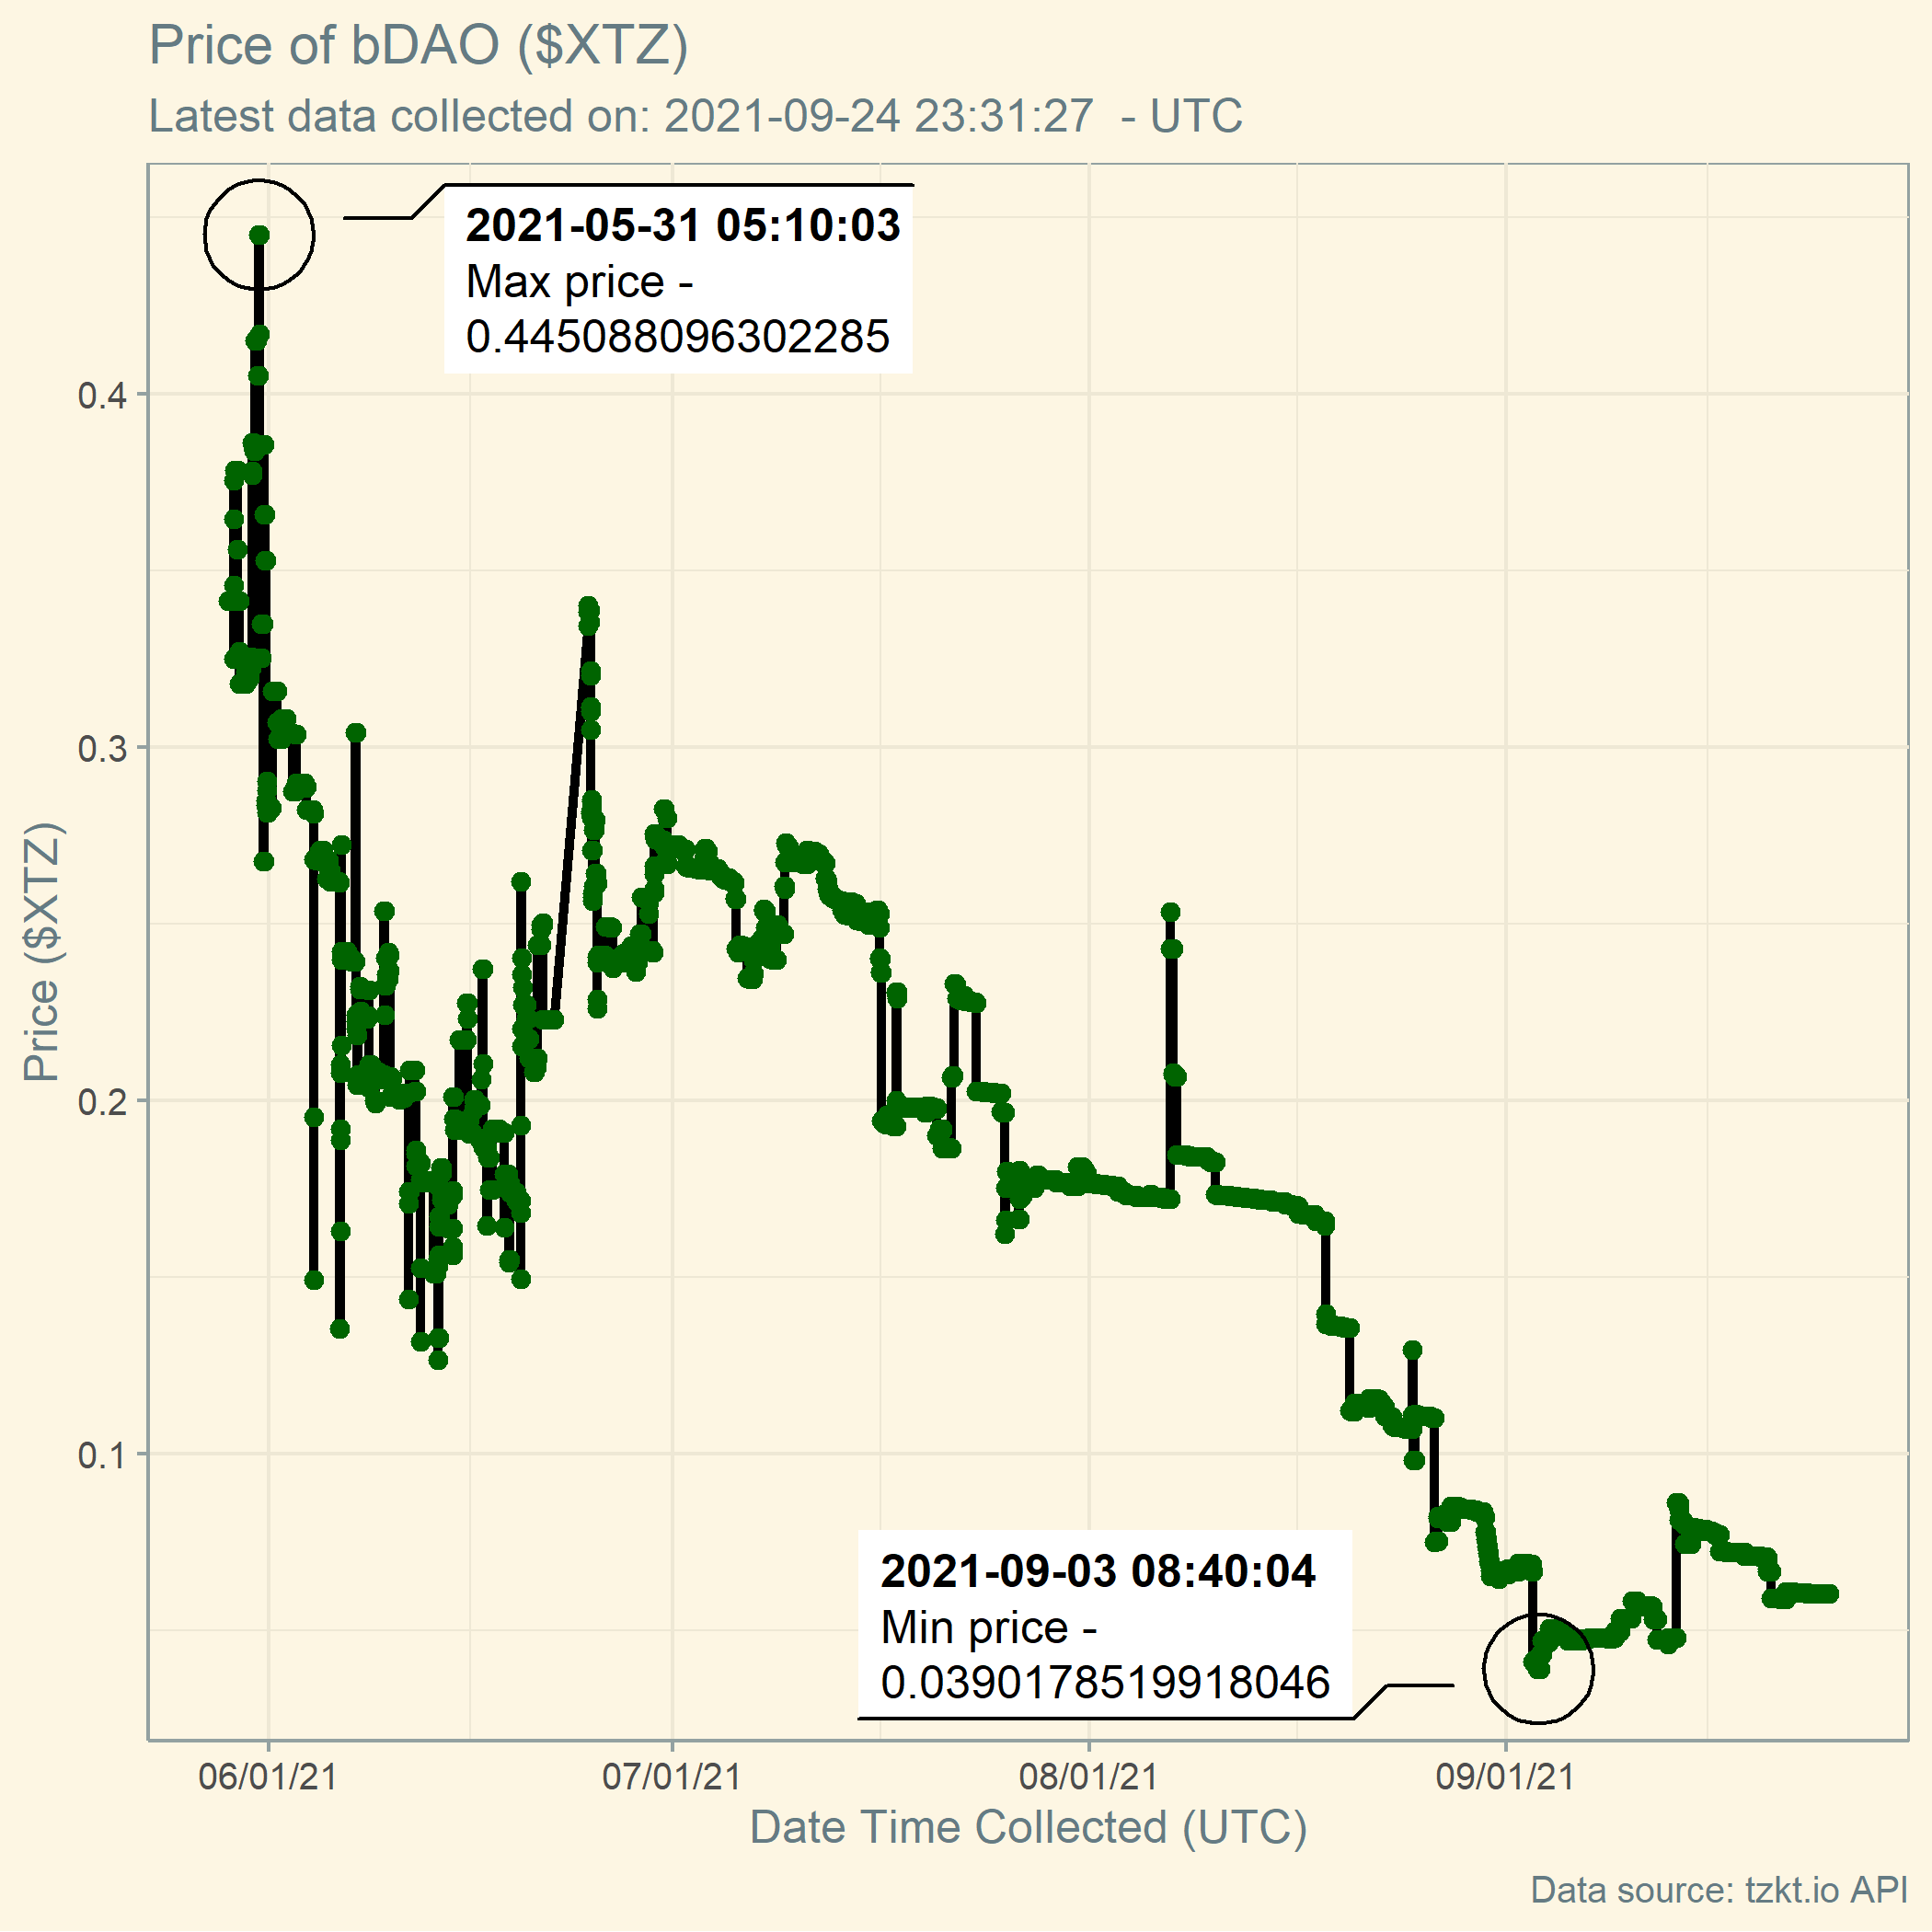 Price of bDAO ($XTZ)
Latest data collected on: 2021-09-24 23:31:27  - UTC
2021-05-31 05:10:03
Max price -
0.445088096302285
0.4
0.3
0.2
0.1
Price ($XTZ)
2021-09-03 08:40:04
Min price -
0.0390178519918046
06/01/21
07/01/21
08/01/21
09/01/21
Date Time Collected (UTC)
Data source: tzkt.io API